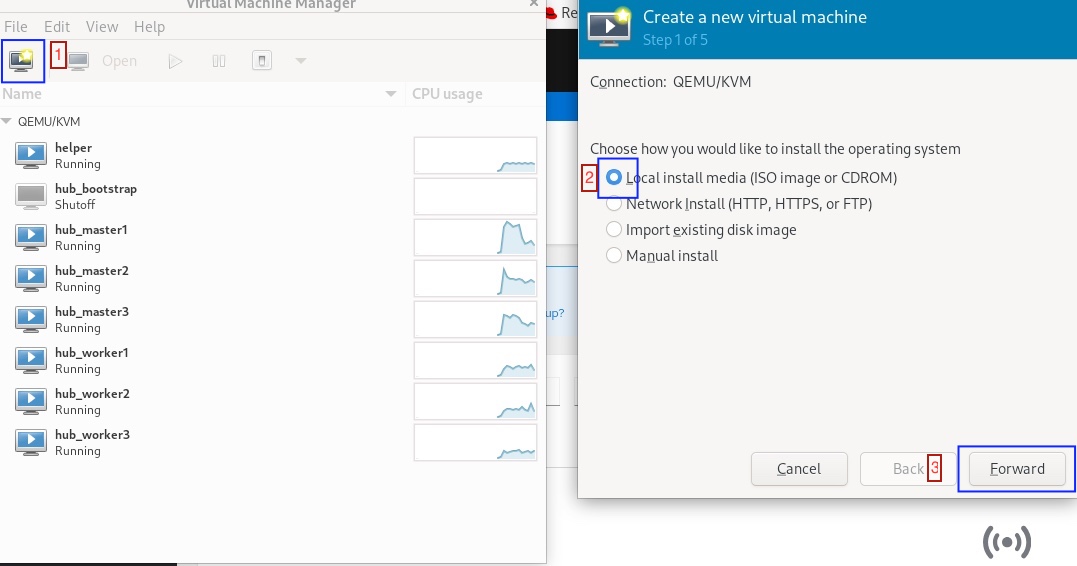 Virtual Machine Manager
×
File Edit View Help
1
Open
Name
CPU usage
QEMU/KVM
helper
Running
hub_bootstrap
Shutoff
hub_master1
Running
hub_master2
Running
hub_master3
Running
hub_worker1
Running
hub_worker2
Running
hub_worker3
Running
Re
up?
Create a new virtual machine
Step 1 of 5
Connection: QEMU/KVM
Choose how you would like to install the operating system
2
Local install media (ISO image or CDROM)
Network Install (HTTP, HTTPS, or FTP)
Import existing disk image
Manual install
Cancel
Back
3
Forward